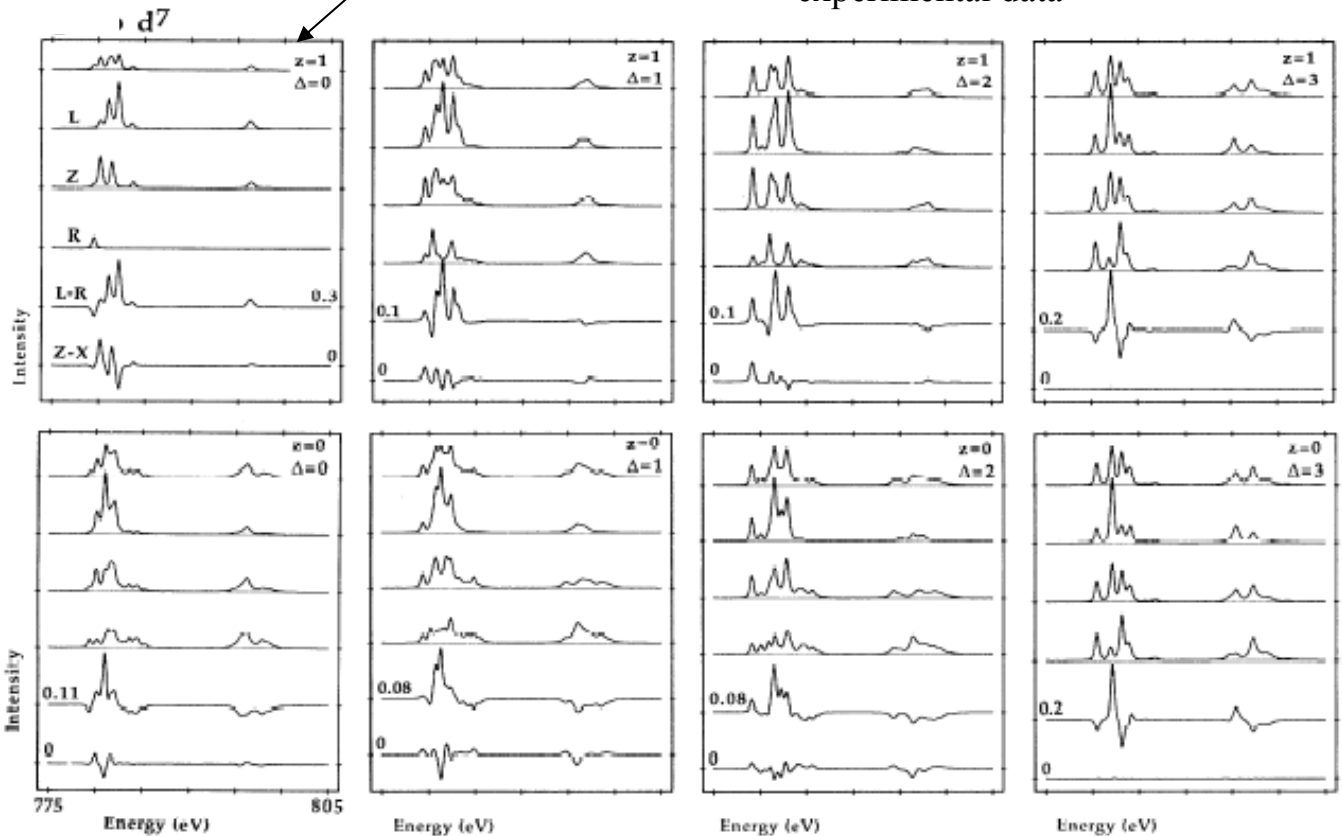 experimental data
d7
z=1
Δ=0
L
Z
R
L-R
0.3
Z-X
0
Intensity
z=1
Δ=1
0.1
0
z=1
Δ=2
0.1
0
z=1
Δ=3
0.2
0
z=0
Δ=0
0.11
0
Intensity
775
805
Energy (eV)
z=0
Δ=1
0.08
0
Energy (eV)
z=0
Δ=2
0.08
0
Energy (eV)
z=0
Δ=3
0.2
0
Energy (eV)